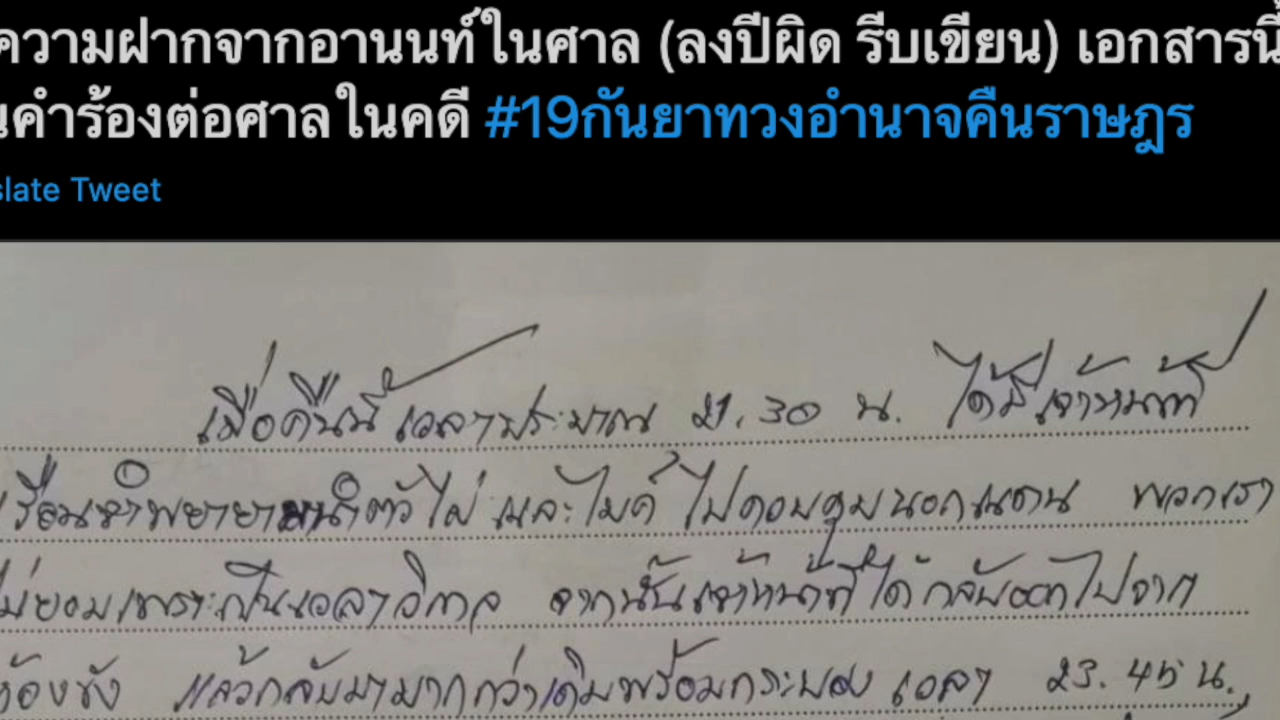 ความฝากจากอานนท์ในศาล (ลงปีผิด รีบเขียน) เอกสารนี้
นคำร้องต่อศาลในคดี #19กันยาทวงอำนาจคืนราษฎร
slate Tweet
เมื่อคืนนี้ เวลาประมาณ 21.30 น. ได้มีเจ้าหน้าที่
เรือนจำพยายามนำตัวไผ่ และไมค์ ไปควบคุมนอกแดน พวกเรา
ไม่ยอมเพราะเป็นเวลาวิกาล จากนั้นเจ้าหน้าที่ได้กลับออกไปจาก
ห้องขัง แล้วกลับมามากกว่าเดิมพร้อมกระบอง เวลา 23.45 น.,